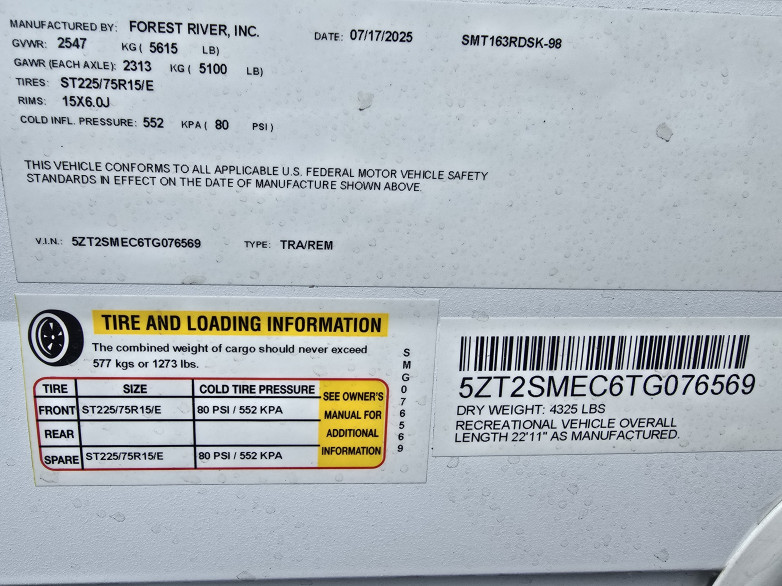 MANUFACTURED BY: FOREST RIVER, INC. DATE: 07/17/2025 SMT163RDSK-98
GVWR: 2547 KG ( 5615 LB)
GAWR (EACH AXLE): 2313 KG ( 5100 LB)
TIRES: ST225/75R15/E
RIMS: 15X6.0J
COLD INFL. PRESSURE: 552 KPA ( 80 PSI )
THIS VEHICLE CONFORMS TO ALL APPLICABLE U.S. FEDERAL MOTOR VEHICLE SAFETY
STANDARDS IN EFFECT ON THE DATE OF MANUFACTURE SHOWN ABOVE.
V.I.N.: 5ZT2SMEC6TG076569 TYPE: TRA/REM
TIRE AND LOADING INFORMATION
The combined weight of cargo should never exceed
577 kgs or 1273 lbs.
TIRE SIZE COLD TIRE PRESSURE
FRONT ST225/75R15/E 80 PSI / 552 KPA
REAR
SPARE ST225/75R15/E 80 PSI / 552 KPA
SEE OWNER'S
MANUAL FOR
ADDITIONAL
INFORMATION
SMG076569
5ZT2SMEC6TG076569
DRY WEIGHT: 4325 LBS
RECREATIONAL VEHICLE OVERALL
LENGTH 22'11" AS MANUFACTURED.